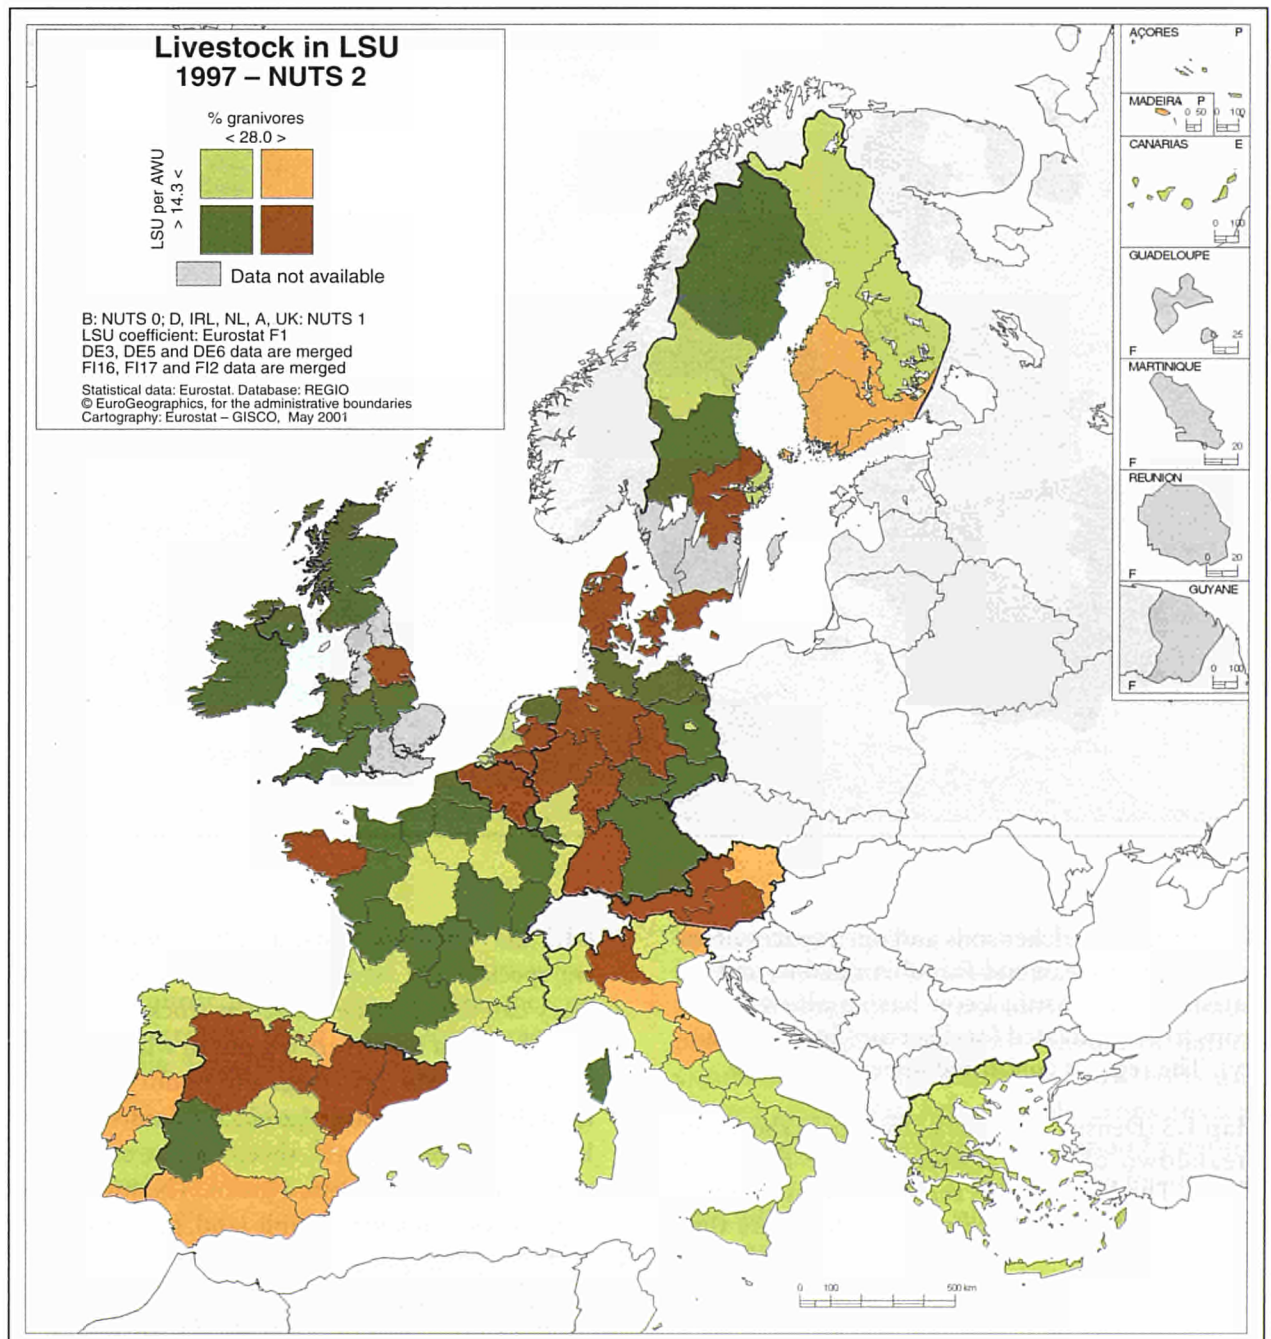 Livestock in LSU
1997 – NUTS 2
% granivores
< 28.0 >
LSU per AWU
> 14.3 <
Data not available
B: NUTS 0; D, IRL, NL, A, UK: NUTS 1
LSU coefficient: Eurostat F1
DE3, DE5 and DE6 data are merged
FI16, FI17 and FI2 data are merged
Statistical data: Eurostat. Database: REGIO
© EuroGeographics, for the administrative boundaries
Cartography: Eurostat – GISCO, May 2001
AÇORES P
MADEIRA P
0 50 0 100
CANARIAS E
0 100
GUADELOUPE
F 25
MARTINIQUE
F 20
REUNION
0 20
F
GUYANE
0 100
F
0 100 500 km